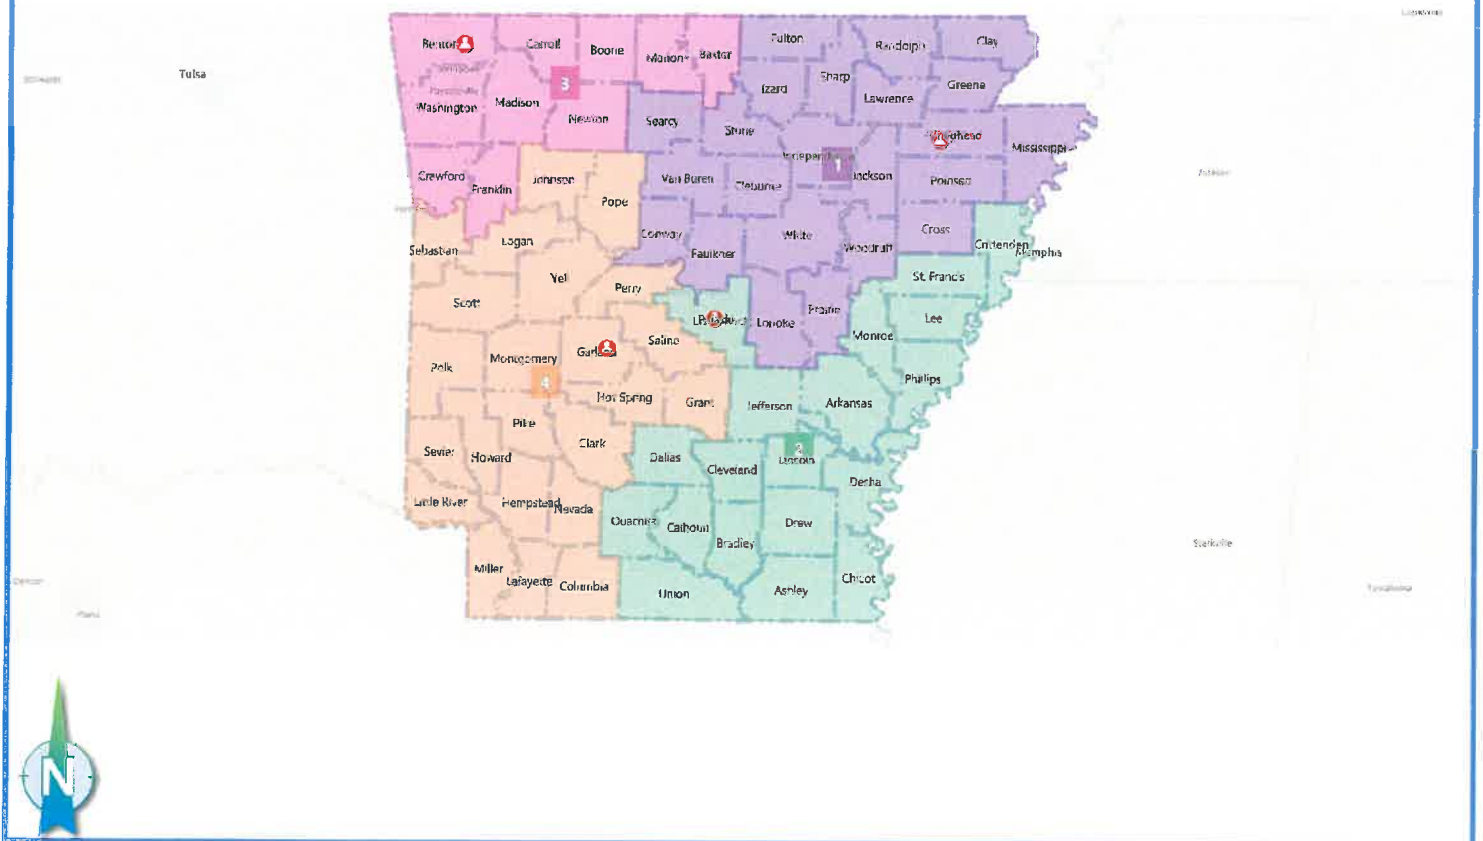 Fulton
Randolph
Clay
Benton
Carroll
Boone
Marion
Baxter
Tulsa
Sharp
3
Izard
Greene
Lawrence
Madison
Washington
Newton
Searcy
Stone
Mississippi
1
Jackson
Crawford
Franklin
Johnson
Van Buren
Cleburne
Poinsett
Pope
Cross
Conway
White
Woodruff
Sebastian
Logan
Faulkner
Crittenden
Memphis
Yell
Perry
St. Francis
Scott
Prairie
Lonoke
Lee
Monroe
Saline
Garland
Montgomery
Polk
4
Phillips
Hot Spring
Grant
Jefferson
Arkansas
Pike
Clark
2
Sevier
Howard
Dallas
Cleveland
Lincoln
Desha
Little River
Hempstead
Nevada
Ouachita
Calhoun
Drew
Bradley
Starkville
Miller
Lafayette
Columbia
Union
Ashley
Chicot
N